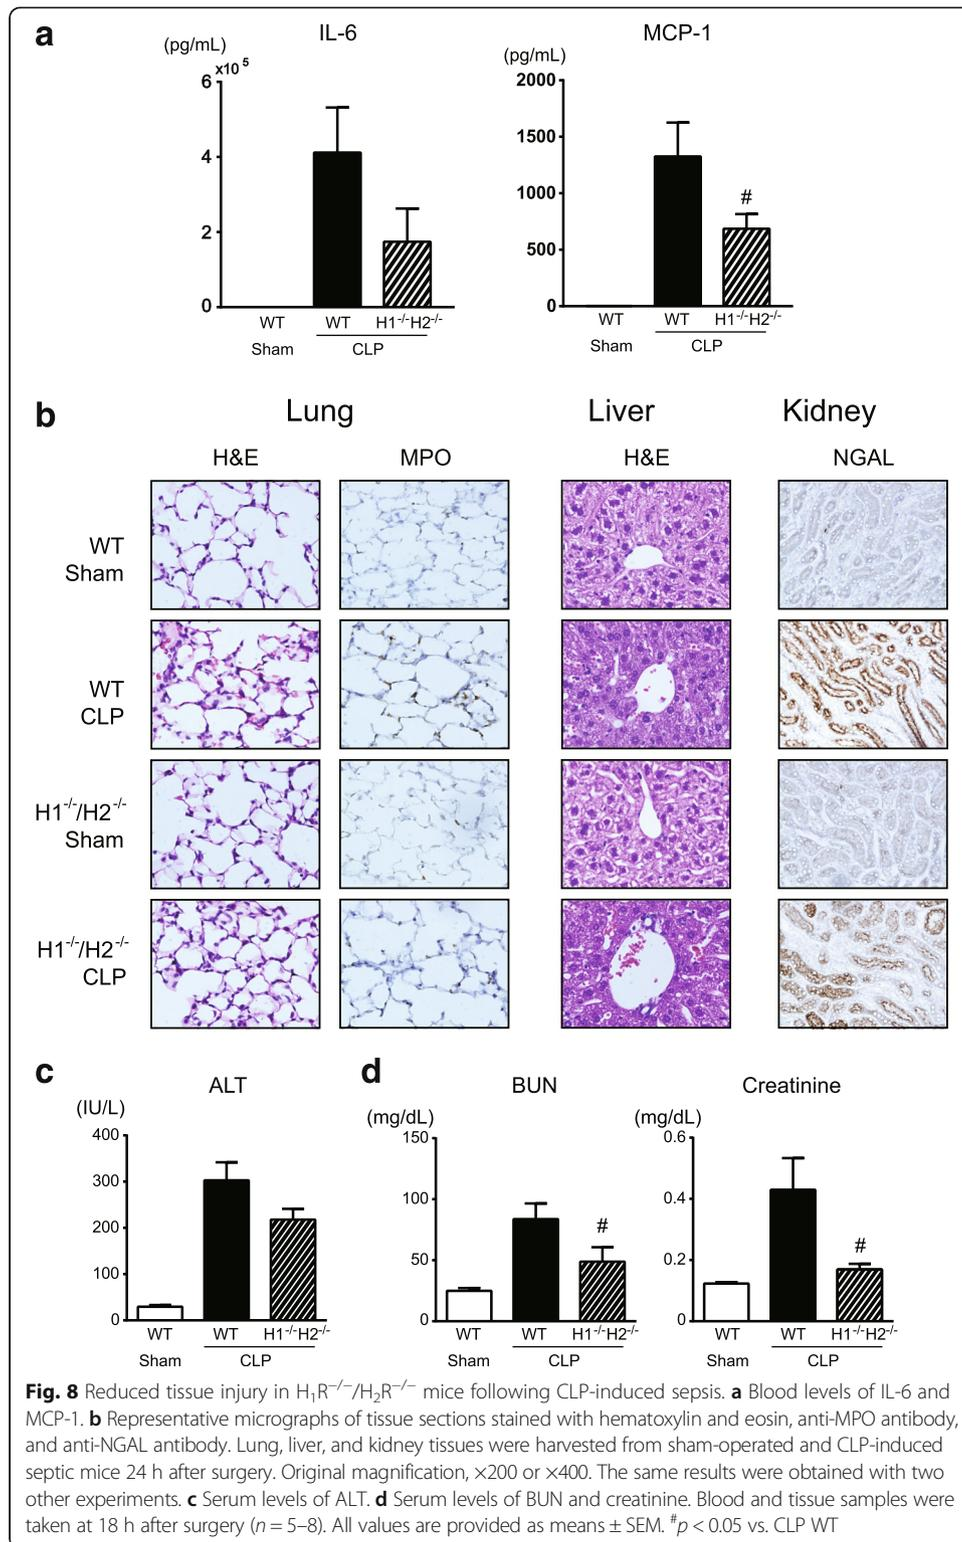 a
IL-6
(pg/mL)
x10 5
6
4
2
0
WT WT H1-/-H2-/-
Sham CLP
MCP-1
(pg/mL)
2000
1500
1000
500
0
#
WT WT H1-/-H2-/-
Sham CLP
b
Lung Liver Kidney
H&E MPO H&E NGAL
WT
Sham
WT
CLP
H1-/-/H2-/-
Sham
H1-/-/H2-/-
CLP
c
ALT
(IU/L)
400
300
200
100
0
WT WT H1-/-H2-/-
Sham CLP
d
BUN
(mg/dL)
150
100
50
0
#
WT WT H1-/-H2-/-
Sham CLP
Creatinine
(mg/dL)
0.6
0.4
0.2
0
#
WT WT H1-/-H2-/-
Sham CLP
Fig. 8 Reduced tissue injury in H₁R−/−/H₂R−/− mice following CLP-induced sepsis. a Blood levels of IL-6 and
MCP-1. b Representative micrographs of tissue sections stained with hematoxylin and eosin, anti-MPO antibody,
and anti-NGAL antibody. Lung, liver, and kidney tissues were harvested from sham-operated and CLP-induced
septic mice 24 h after surgery. Original magnification, ×200 or ×400. The same results were obtained with two
other experiments. c Serum levels of ALT. d Serum levels of BUN and creatinine. Blood and tissue samples were
taken at 18 h after surgery (n = 5–8). All values are provided as means ± SEM. #p < 0.05 vs. CLP WT